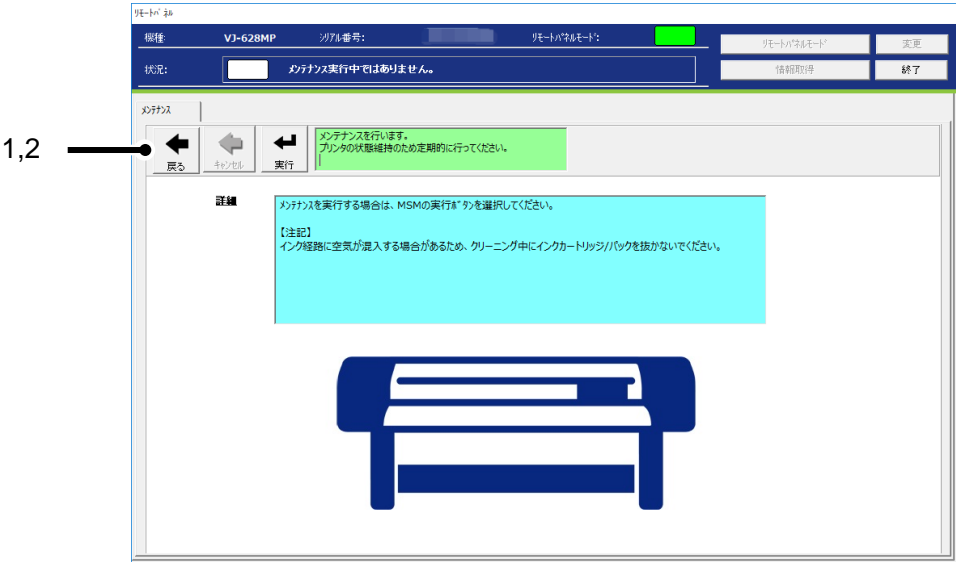 ﾘﾓｰﾄﾊﾟﾈﾙ
機種: VJ-628MP ｼﾘｱﾙ番号: ﾘﾓｰﾄﾊﾟﾈﾙﾓｰﾄﾞ: ﾘﾓｰﾄﾊﾟﾈﾙﾓｰﾄﾞ 変更
状況: ﾒﾝﾃﾅﾝｽ実行中ではありません。 情報取得 終了
ﾒﾝﾃﾅﾝｽ
1,2
戻る ｷｬﾝｾﾙ 実行
メンテナンスを行います。
プリンタの状態維持のため定期的に行ってください。
詳細
ﾒﾝﾃﾅﾝｽを実行する場合は、MSMの実行ﾎﾞﾀﾝを選択してください。
【注記】
インク経路に空気が混入する場合があるため、クリーニング中にインクカートリッジ/パックを抜かないでください。